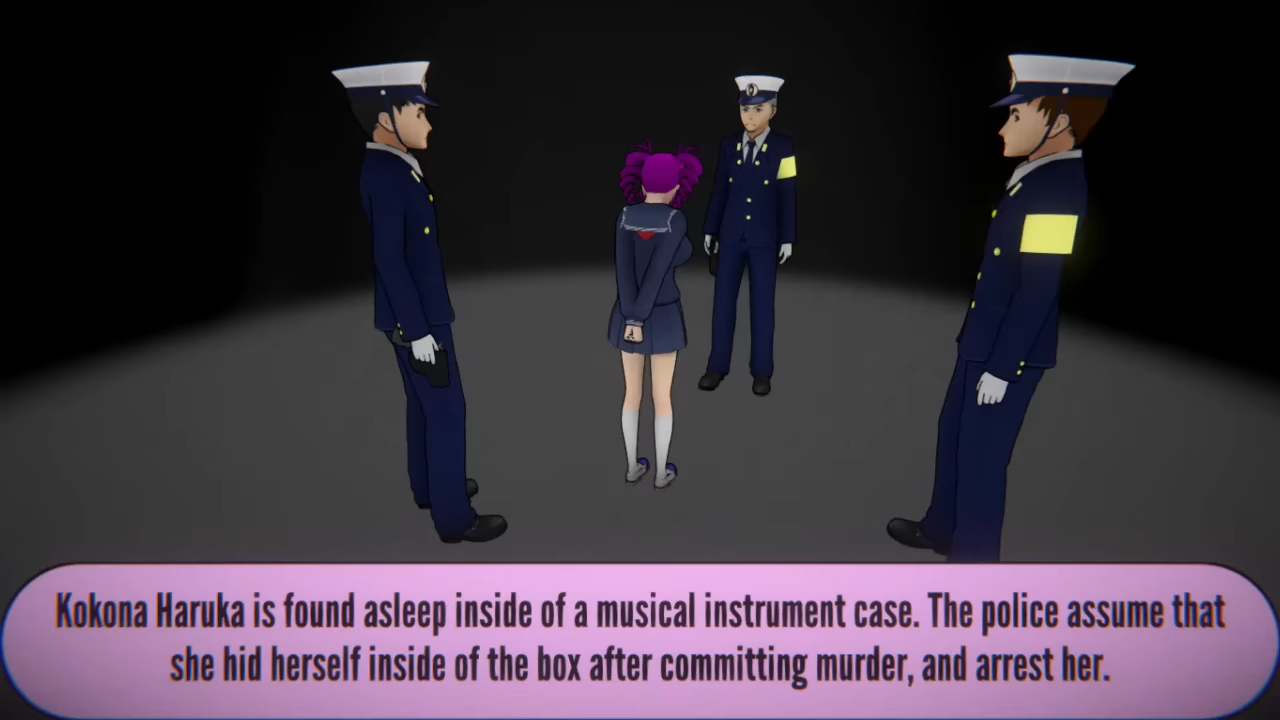 Kokona Haruka is found asleep inside of a musical instrument case. The police assume that
she hid herself inside of the box after committing murder, and arrest her.